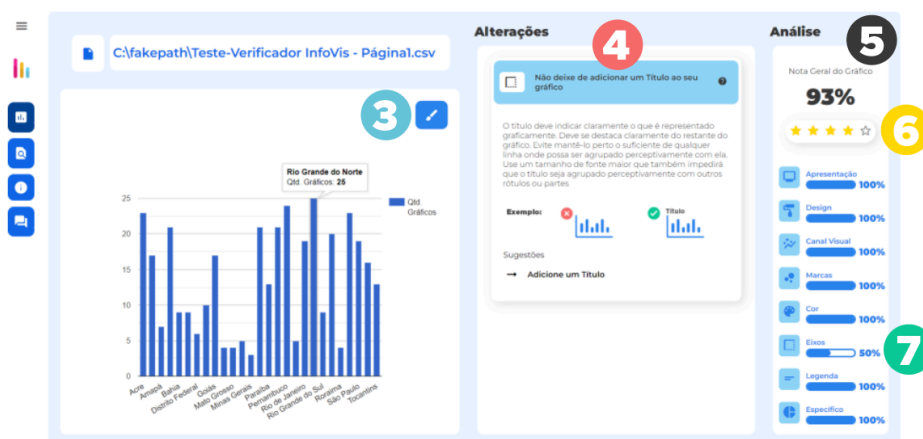 C:\fakepath\Teste-Verificador InfoVis - Página1.csv
3
Rio Grande do Norte
Qtd. Gráficos: 25
Qtd.
Gráficos
25
20
15
10
5
0
Acre
Amapá
Bahia
Distrito Federal
Goiás
Mato Grosso
Minas Gerais
Paraíba
Pernambuco
Rio de Janeiro
Rio Grande do Sul
Roraima
São Paulo
Tocantins
Alterações
4
Não deixe de adicionar um Título ao seu
gráfico
?
O título deve indicar claramente o que é representado
graficamente. Deve se destaca claramente do restante do
gráfico. Evite mantê-lo perto o suficiente de qualquer
linha onde possa ser agrupado perceptivamente com ela.
Use um tamanho de fonte maior que também impedirá
que o título seja agrupado perceptivamente com outros
rótulos ou partes
Exemplo:
Título
Sugestões
→ Adicione um Título
Análise
5
Nota Geral do Gráfico
93%
6
Apresentação
100%
Design
100%
Canal Visual
100%
Marcas
100%
Cor
100%
Eixos
50%
7
Legenda
100%
Específico
100%